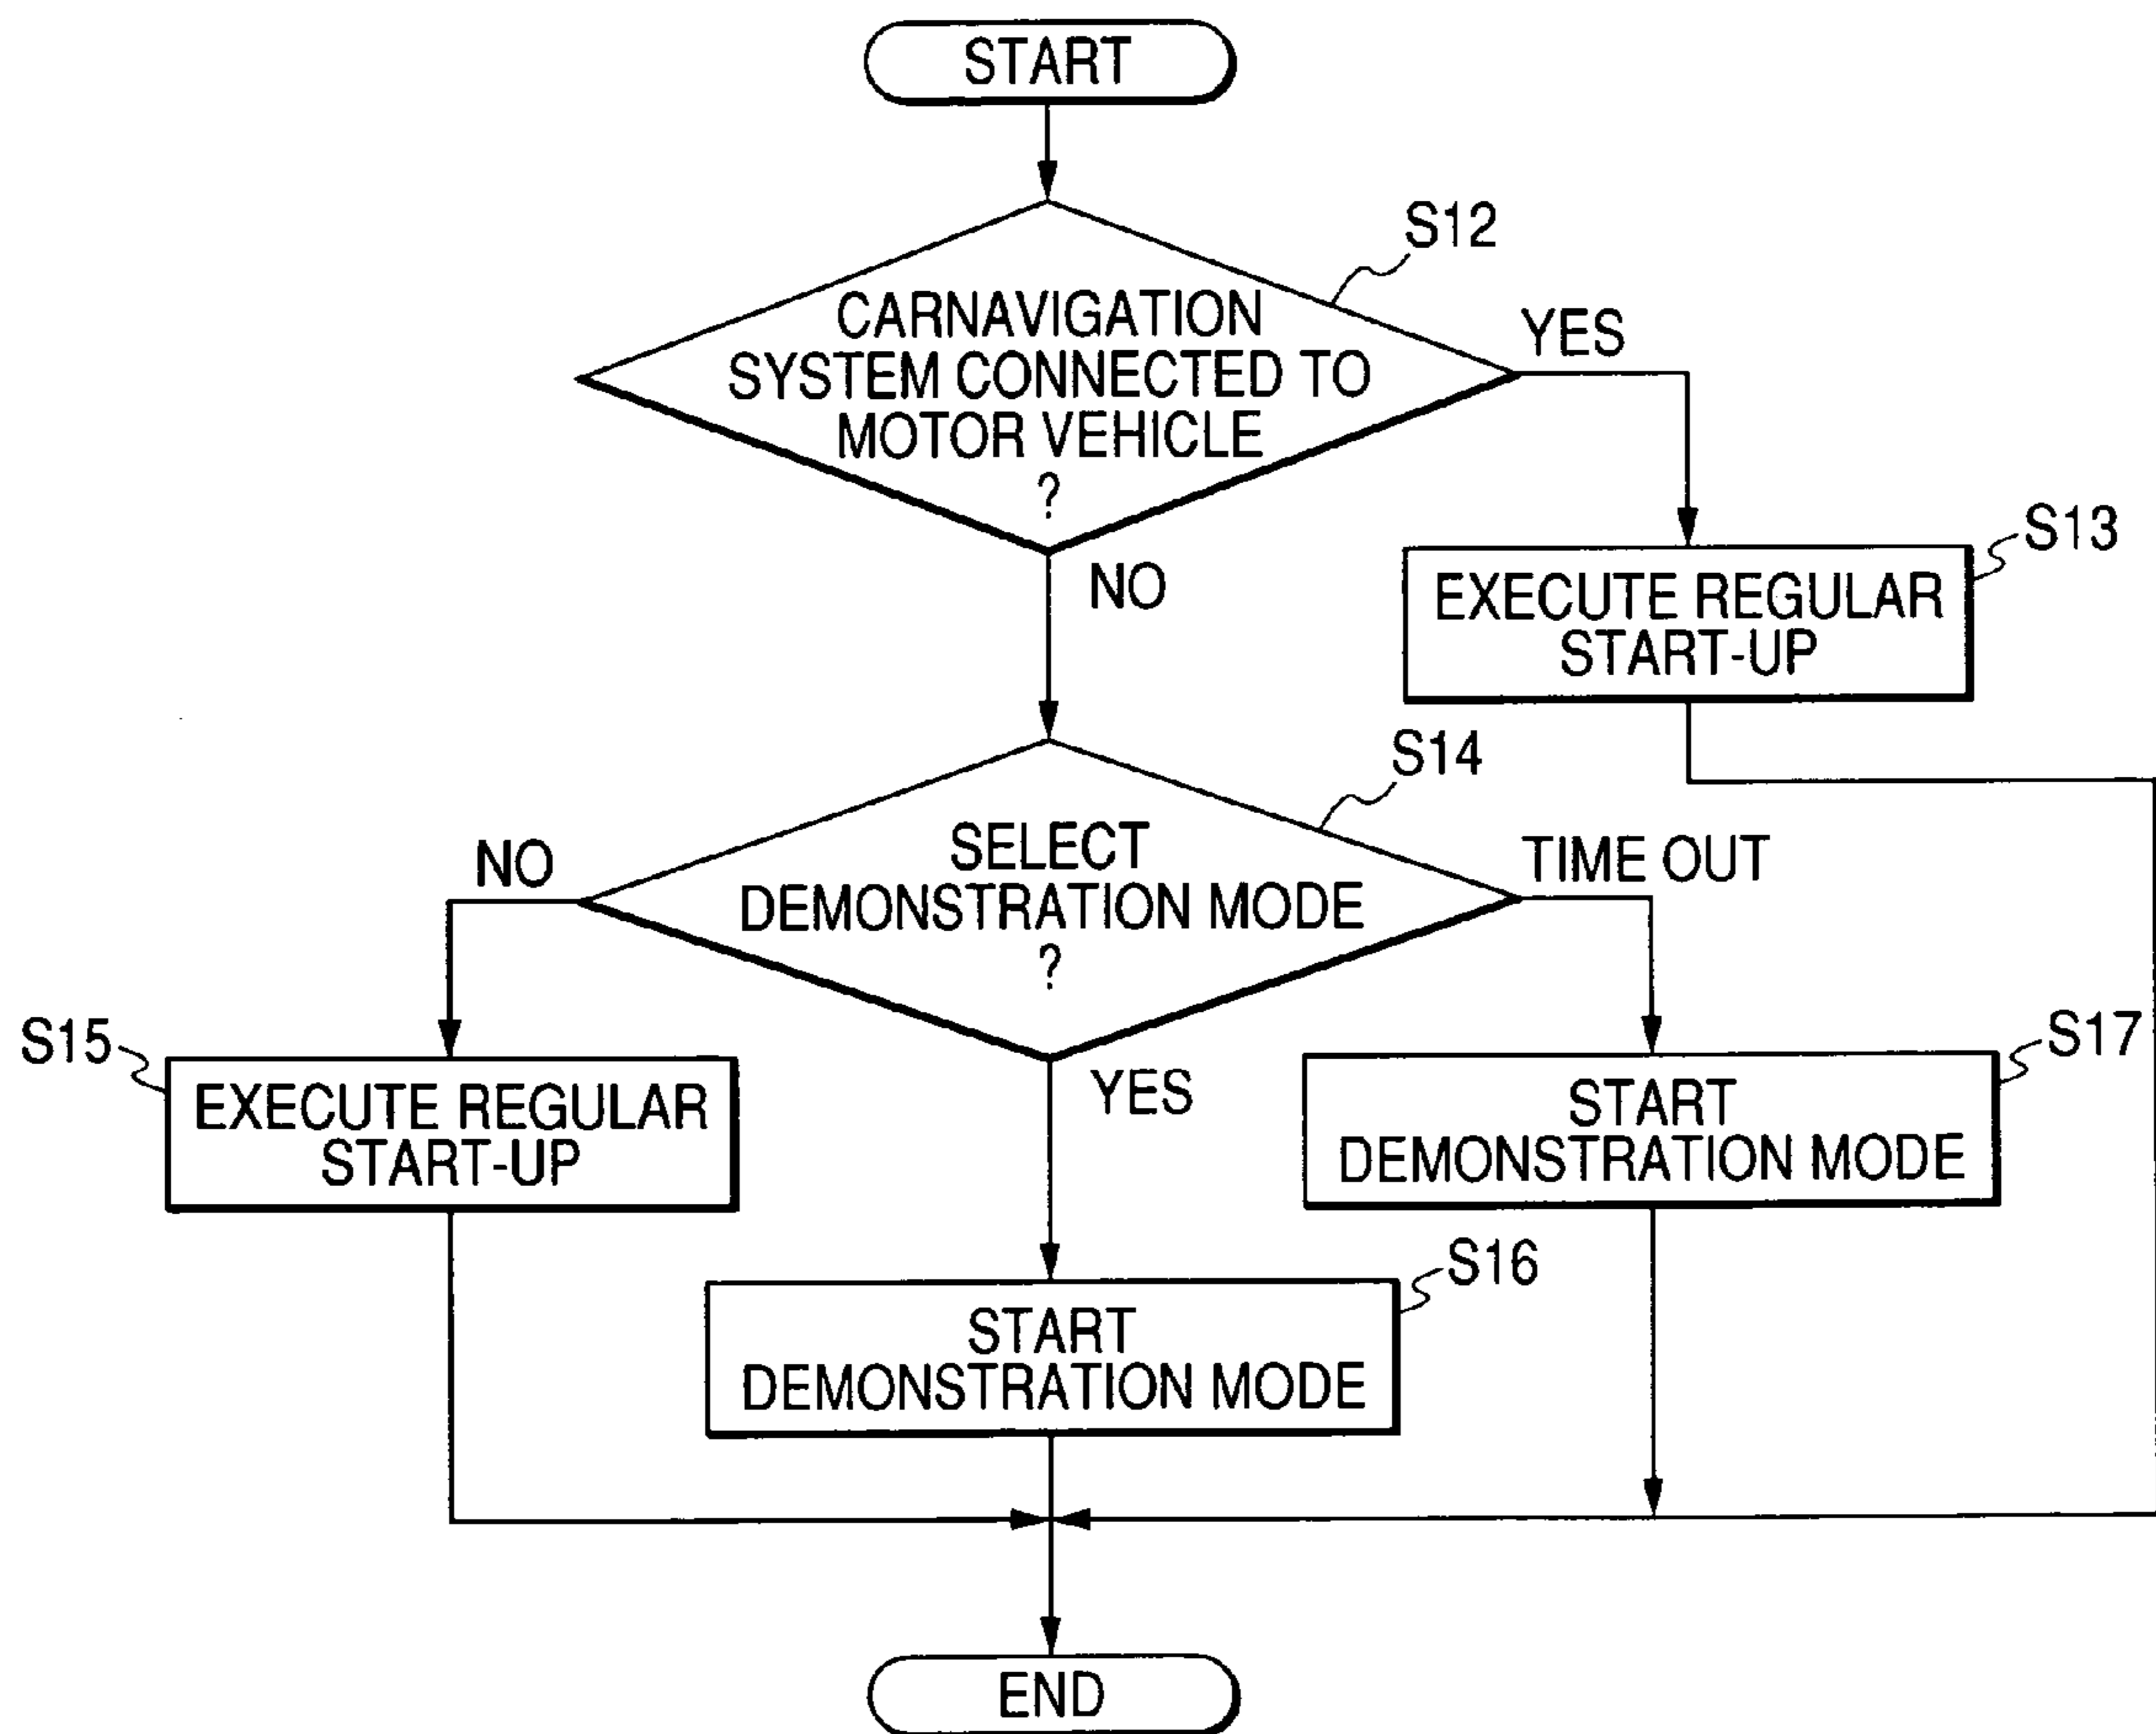 START
S12
CARNAVIGATION
SYSTEM CONNECTED TO
MOTOR VEHICLE
?
YES
NO
S13
EXECUTE REGULAR
START-UP
S14
SELECT
DEMONSTRATION MODE
?
NO
TIME OUT
YES
S15
EXECUTE REGULAR
START-UP
S17
START
DEMONSTRATION MODE
S16
START
DEMONSTRATION MODE
END